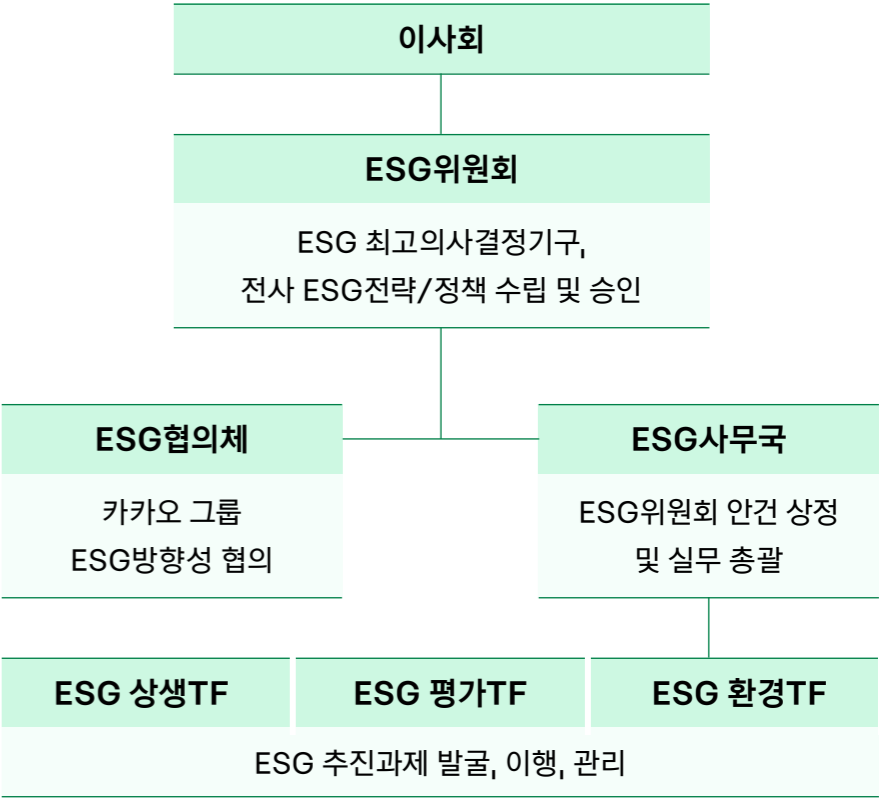 이사회
ESG위원회
ESG 최고의사결정기구,
전사 ESG전략/정책 수립 및 승인
ESG협의체
카카오 그룹
ESG방향성 협의
ESG사무국
ESG위원회 안건 상정
및 실무 총괄
ESG 상생TF
ESG 평가TF
ESG 환경TF
ESG 추진과제 발굴, 이행, 관리